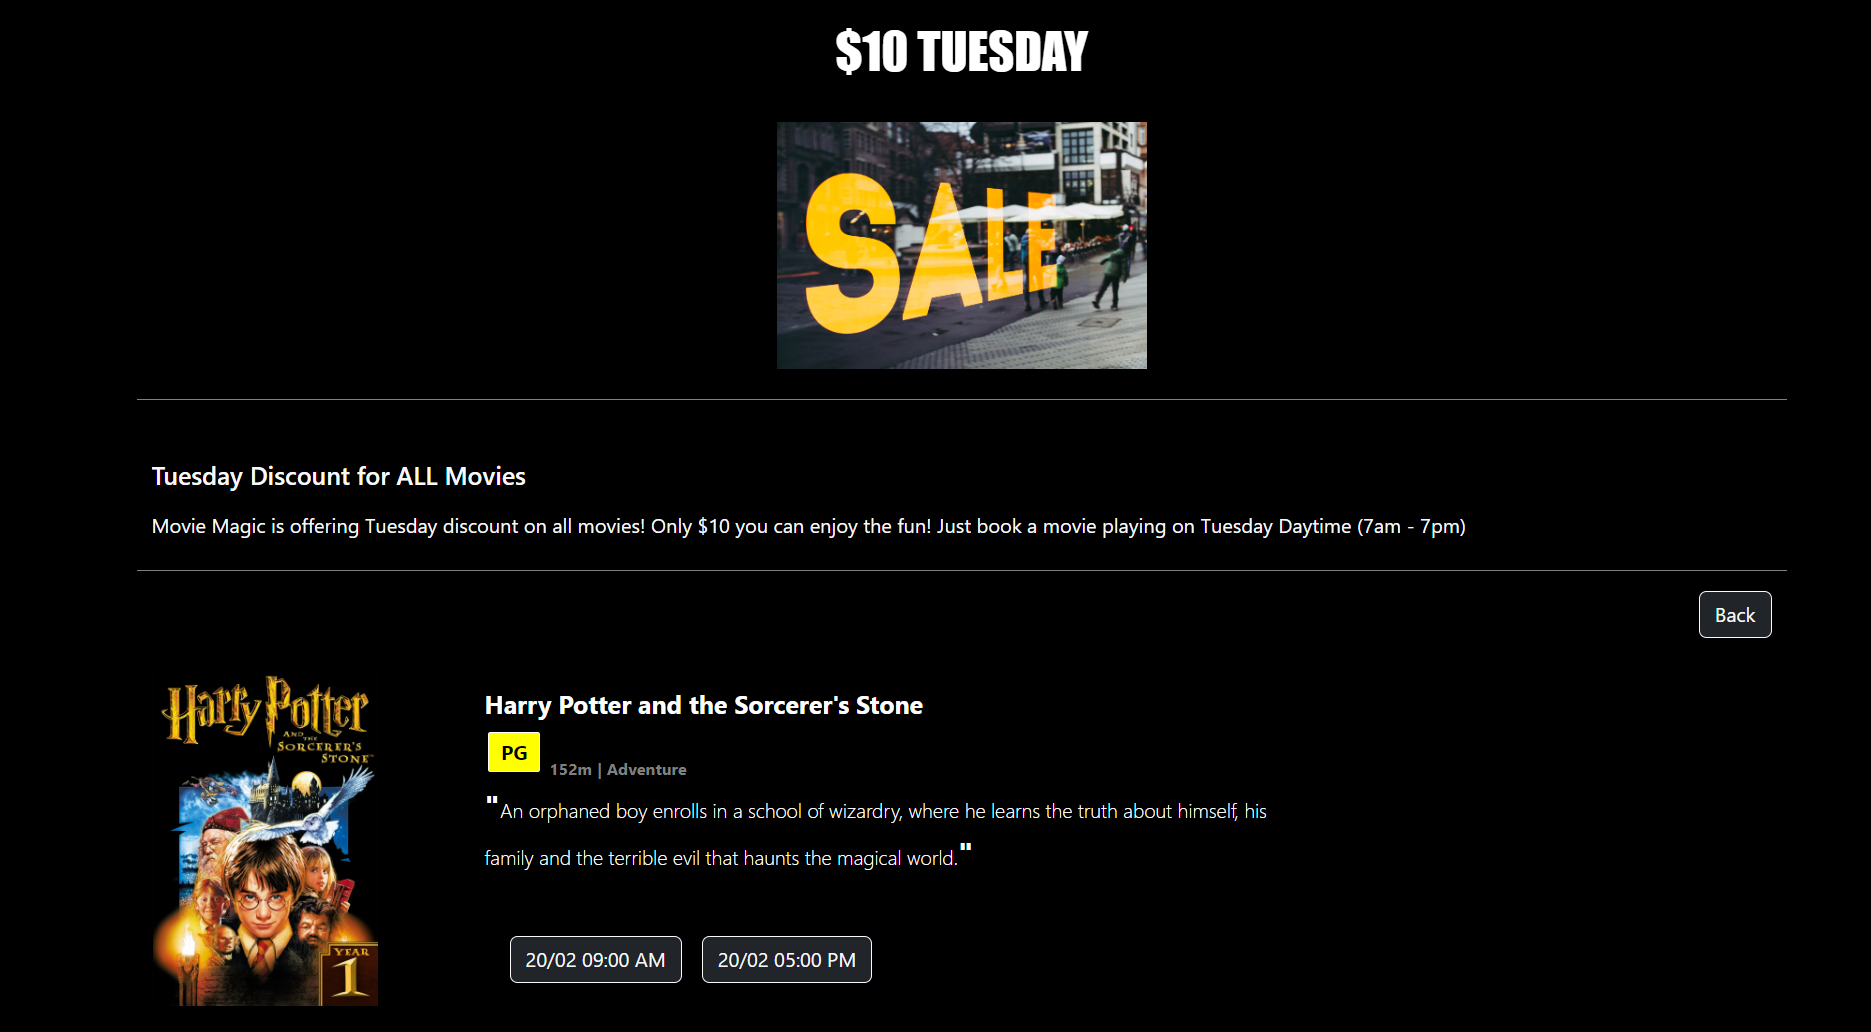 $10 TUESDAY
SALE
Tuesday Discount for ALL Movies
Movie Magic is offering Tuesday discount on all movies! Only $10 you can enjoy the fun! Just book a movie playing on Tuesday Daytime (7am - 7pm)
Back
Harry Potter
AND THE
SORCERER'S
STONE
YEAR
1
Harry Potter and the Sorcerer's Stone
PG
152m | Adventure
"An orphaned boy enrolls in a school of wizardry, where he learns the truth about himself, his
family and the terrible evil that haunts the magical world."
20/02 09:00 AM
20/02 05:00 PM